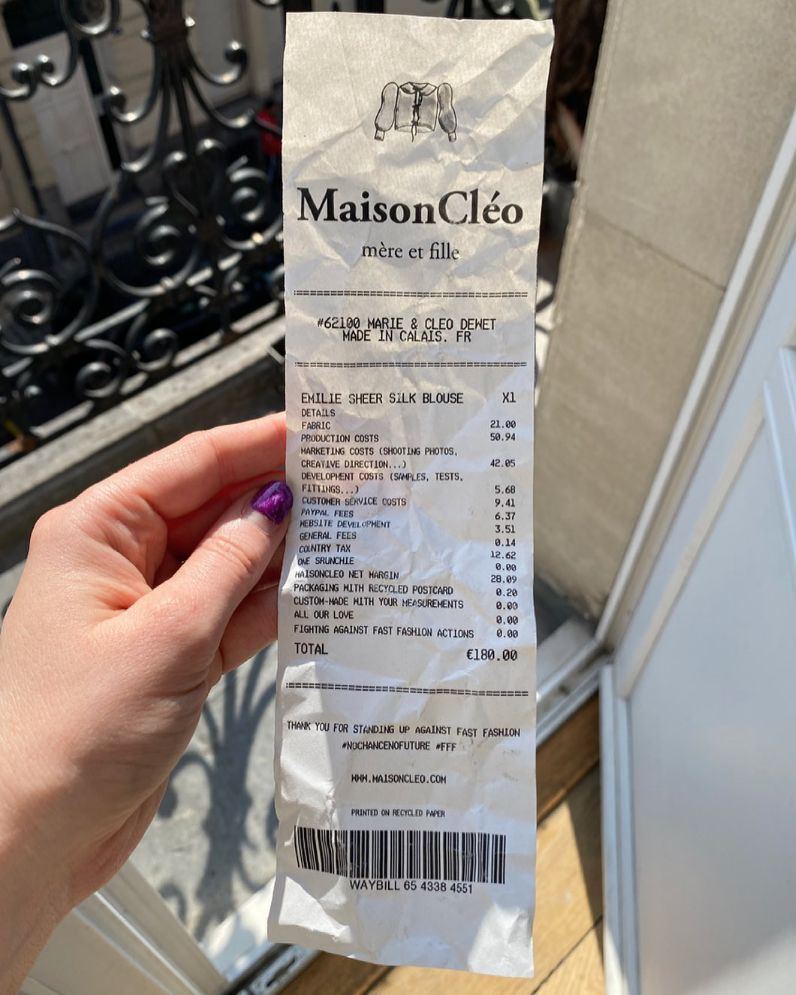 MaisonCléo
mère et fille
#62100 MARIE & CLEO DEWET
MADE IN CALAIS. FR
EMILIE SHEER SILK BLOUSE X1
DETAILS
FABRIC 21.00
PRODUCTION COSTS 50.94
MARKETING COSTS (SHOOTING PHOTOS,
CREATIVE DIRECTION...) 42.05
DEVELOPMENT COSTS (SAMPLES, TESTS,
FITTINGS...) 5.68
CUSTOMER SERVICE COSTS 9.41
PAYPAL FEES 6.37
WEBSITE DEVELOPMENT 3.51
GENERAL FEES 0.14
COUNTRY TAX 12.62
ONE SRUNCHIE 0.00
MAISONCLEO NET MARGIN 28.09
PACKAGING WITH RECYCLED POSTCARD 0.20
CUSTOM-MADE WITH YOUR MEASUREMENTS 0.00
ALL OUR LOVE 0.00
FIGHTNG AGAINST FAST FASHION ACTIONS 0.00
TOTAL €180.00
THANK YOU FOR STANDING UP AGAINST FAST FASHION
#NOCHANCENOFUTURE #FFF
WWW.MAISONCLEO.COM
PRINTED ON RECYCLED PAPER
WAYBILL 65 4338 4551